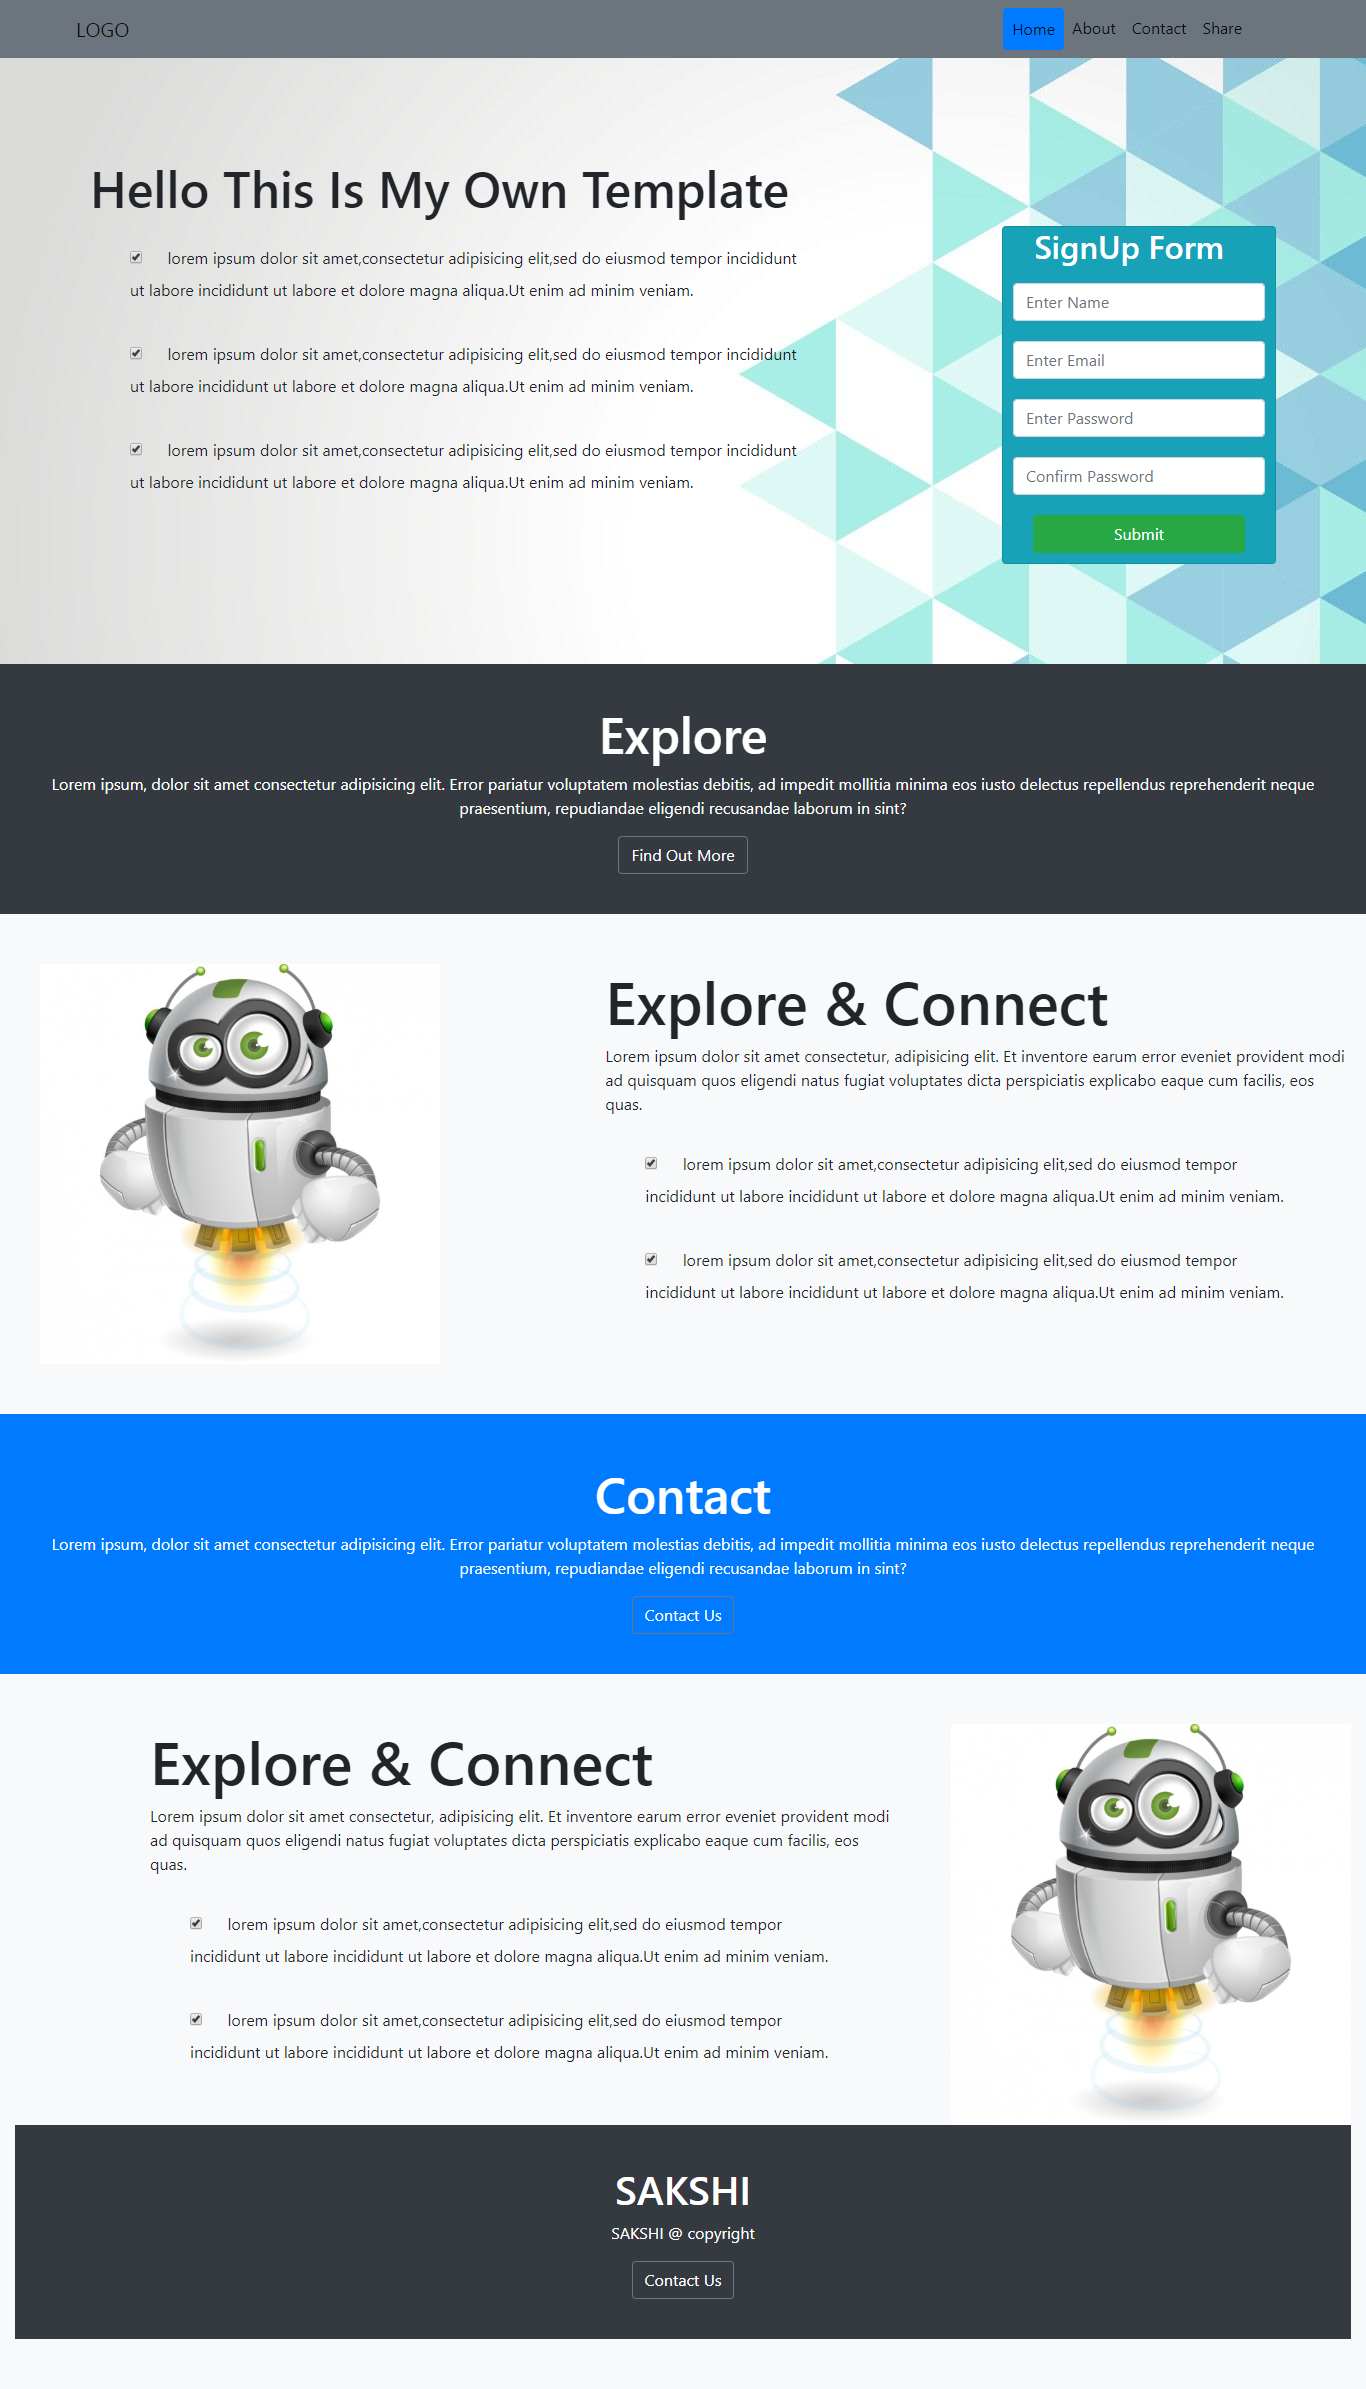 LOGO
Home About Contact Share
Hello This Is My Own Template
lorem ipsum dolor sit amet,consectetur adipisicing elit,sed do eiusmod tempor incididunt
ut labore incididunt ut labore et dolore magna aliqua.Ut enim ad minim veniam.
lorem ipsum dolor sit amet,consectetur adipisicing elit,sed do eiusmod tempor incididunt
ut labore incididunt ut labore et dolore magna aliqua.Ut enim ad minim veniam.
lorem ipsum dolor sit amet,consectetur adipisicing elit,sed do eiusmod tempor incididunt
ut labore incididunt ut labore et dolore magna aliqua.Ut enim ad minim veniam.
SignUp Form
Enter Name
Enter Email
Enter Password
Confirm Password
Submit
Explore
Lorem ipsum, dolor sit amet consectetur adipisicing elit. Error pariatur voluptatem molestias debitis, ad impedit mollitia minima eos iusto delectus repellendus reprehenderit neque
praesentium, repudiandae eligendi recusandae laborum in sint?
Find Out More
Explore & Connect
Lorem ipsum dolor sit amet consectetur, adipisicing elit. Et inventore earum error eveniet provident modi
ad quisquam quos eligendi natus fugiat voluptates dicta perspiciatis explicabo eaque cum facilis, eos
quas.
lorem ipsum dolor sit amet,consectetur adipisicing elit,sed do eiusmod tempor
incididunt ut labore incididunt ut labore et dolore magna aliqua.Ut enim ad minim veniam.
lorem ipsum dolor sit amet,consectetur adipisicing elit,sed do eiusmod tempor
incididunt ut labore incididunt ut labore et dolore magna aliqua.Ut enim ad minim veniam.
Contact
Lorem ipsum, dolor sit amet consectetur adipisicing elit. Error pariatur voluptatem molestias debitis, ad impedit mollitia minima eos iusto delectus repellendus reprehenderit neque
praesentium, repudiandae eligendi recusandae laborum in sint?
Contact Us
Explore & Connect
Lorem ipsum dolor sit amet consectetur, adipisicing elit. Et inventore earum error eveniet provident modi
ad quisquam quos eligendi natus fugiat voluptates dicta perspiciatis explicabo eaque cum facilis, eos
quas.
lorem ipsum dolor sit amet,consectetur adipisicing elit,sed do eiusmod tempor
incididunt ut labore incididunt ut labore et dolore magna aliqua.Ut enim ad minim veniam.
lorem ipsum dolor sit amet,consectetur adipisicing elit,sed do eiusmod tempor
incididunt ut labore incididunt ut labore et dolore magna aliqua.Ut enim ad minim veniam.
SAKSHI
SAKSHI @ copyright
Contact Us